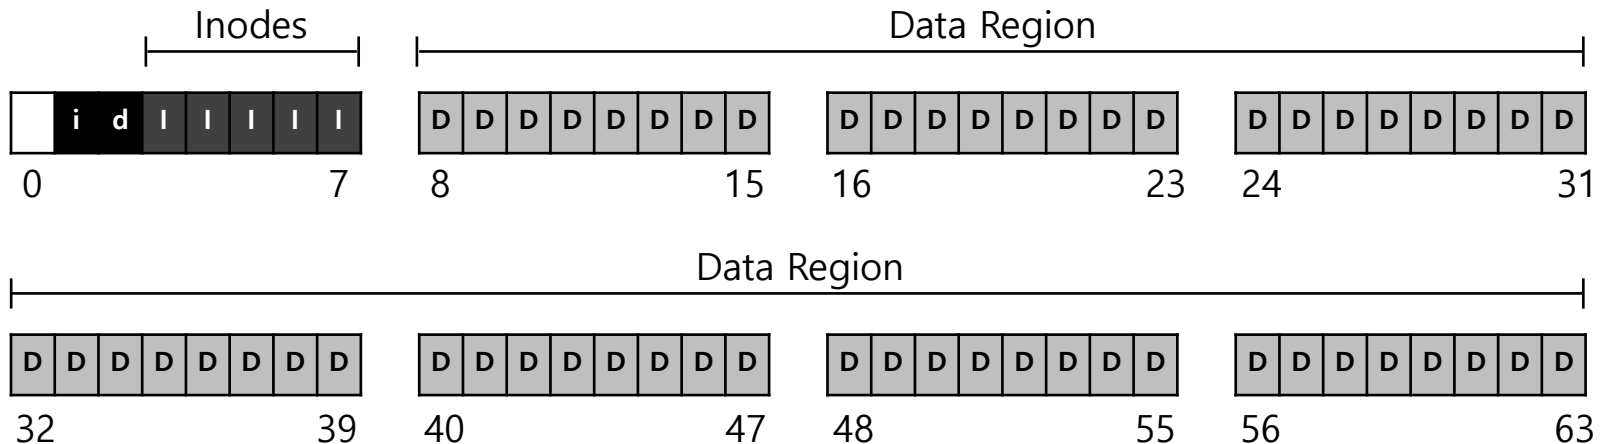 Inodes Data Region
i d I I I I I D D D D D D D D D D D D D D D D D D D D D D D D
0 7 8 15 16 23 24 31
Data Region
D D D D D D D D D D D D D D D D D D D D D D D D D D D D D D D D
32 39 40 47 48 55 56 63